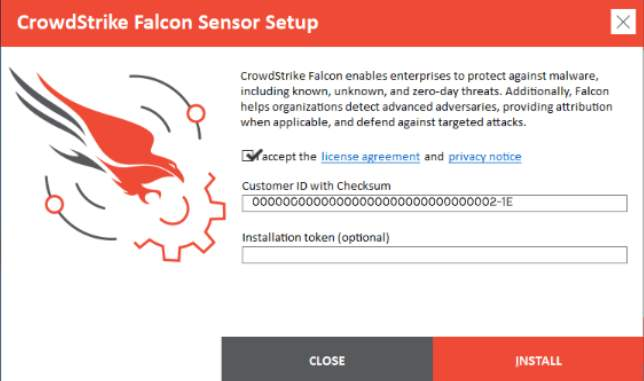 CrowdStrike Falcon Sensor Setup
CrowdStrike Falcon enables enterprises to protect against malware,
including known, unknown, and zero-day threats. Additionally, Falcon
helps organizations detect advanced adversaries, providing attribution
when applicable, and defend against targeted attacks.
I accept the license agreement and privacy notice
Customer ID with Checksum
00000000000000000000000000000002-1E
Installation token (optional)
CLOSE
INSTALL